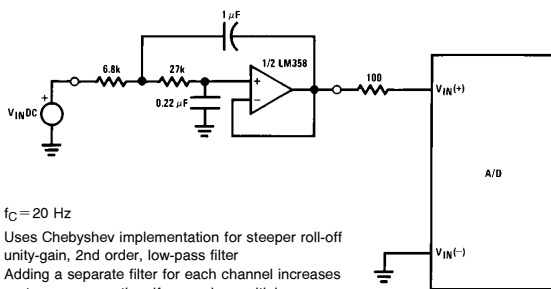 1 μF
6.8k
27k
1/2 LM358
+
−
0.22 μF
+
VINDC
100
VIN(+)
A/D
VIN(−)
fC = 20 Hz
Uses Chebyshev implementation for steeper roll-off
unity-gain, 2nd order, low-pass filter
Adding a separate filter for each channel increases